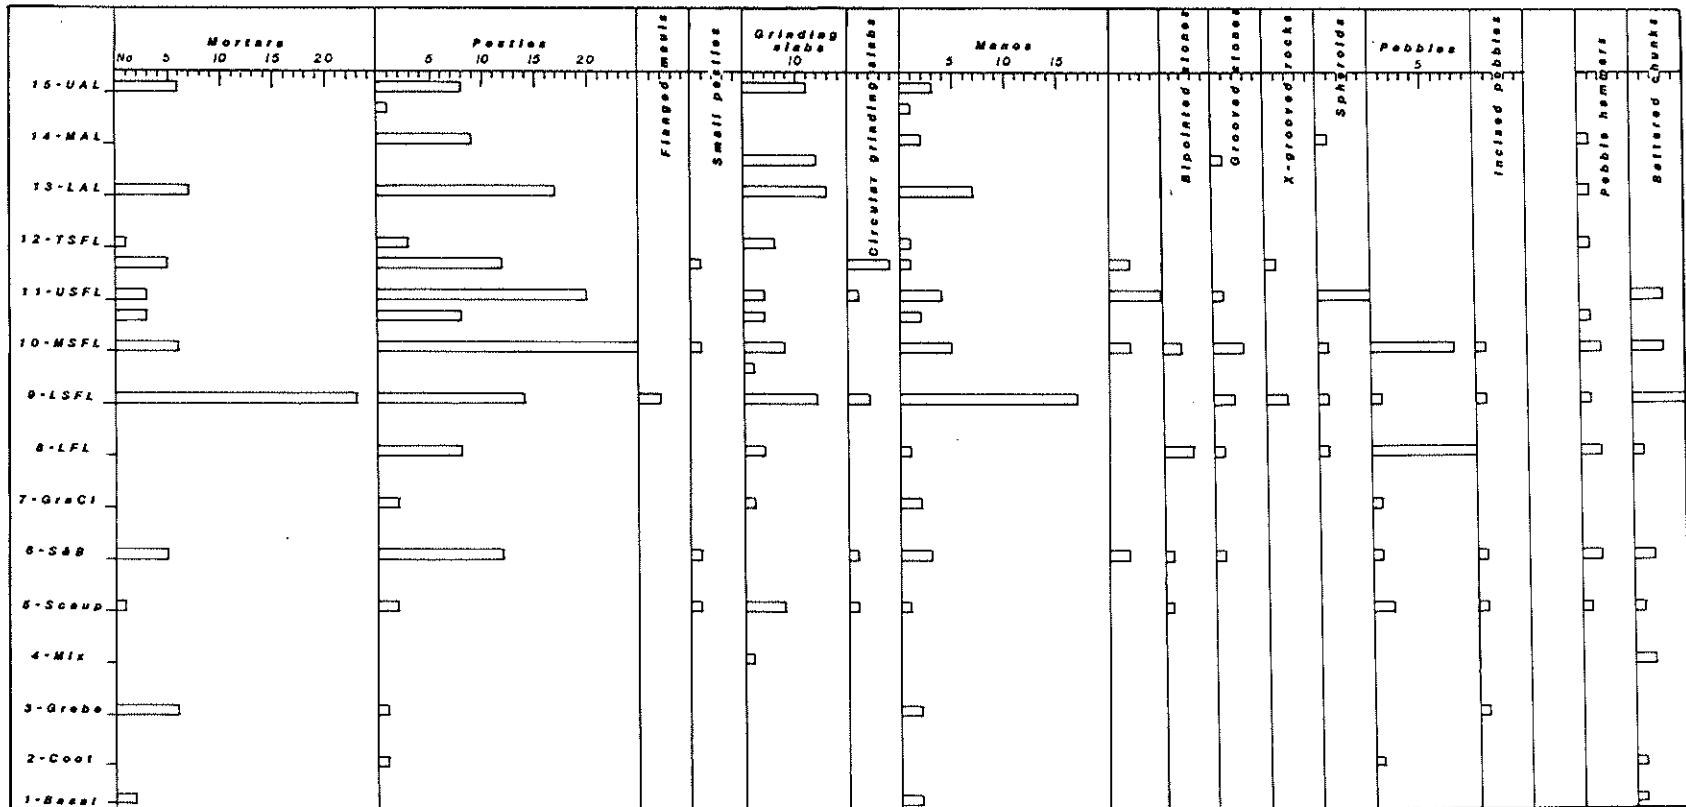 Mortars
Pestles
Flanged mauls
Small pestles
Grinding
slabs
Circular grinding slabs
Manos
Bipointed stones
Grooved stones
X-grooved rocks
Spheroids
Pebbles
Incised pebbles
Pebble hammers
Battered chunks
No 5 10 20
5 10 20
10
5 15
5
15-UAL
14-MAL
13-LAL
12-TSFL
11-USFL
10-MSFL
9-LSFL
8-LFL
7-GraCl
6-S&B
5-Scaup
4-Mix
3-Grebe
2-Coot
1-Basal